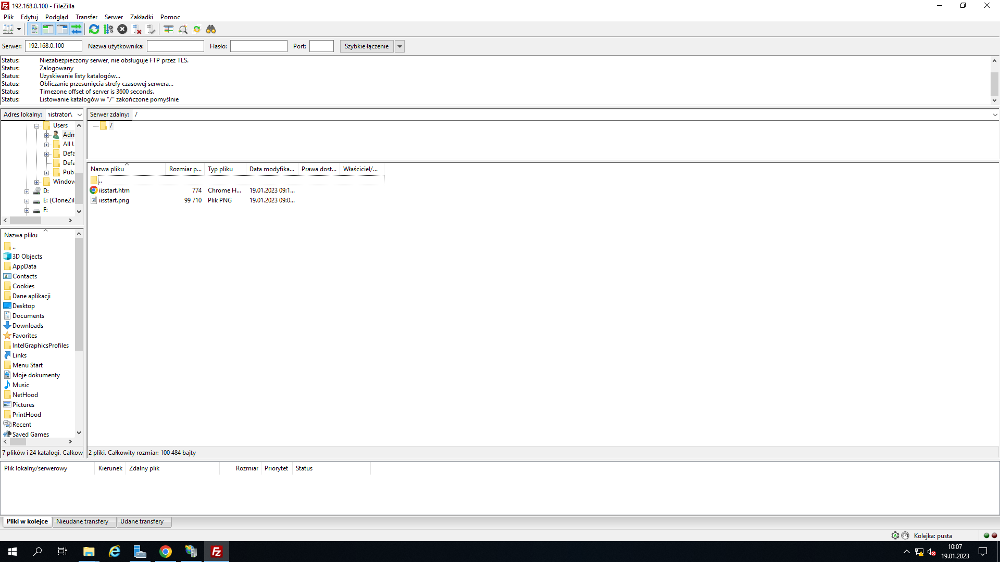 192.168.0.100 - FileZilla
Plik Edytuj Podgląd Transfer Serwer Zakładki Pomoc
Serwer: 192.168.0.100 Nazwa użytkownika: Hasło: Port: Szybkie łączenie
Status: Niezabezpieczony serwer, nie obsługuje FTP przez TLS.
Status: Zalogowany
Status: Uzyskiwanie listy katalogów...
Status: Obliczanie przesunięcia strefy czasowej serwera...
Status: Timezone offset of server is 3600 seconds.
Status: Listowanie katalogów w "/" zakończone pomyślnie
Adres lokalny: nistrator\
Users
Adm
All U
Defa
Defa
Pub
Window
D:
E: (CloneZil
F:
Nazwa pliku
..
3D Objects
AppData
Contacts
Cookies
Dane aplikacji
Desktop
Documents
Downloads
Favorites
IntelGraphicsProfiles
Links
Menu Start
Moje dokumenty
Music
NetHood
Pictures
PrintHood
Recent
Saved Games
7 plików i 24 katalogi. Całkow
Serwer zdalny: /
/
Nazwa pliku Rozmiar p... Typ pliku Data modyfika... Prawa dost... Właściciel/...
..
iisstart.htm 774 Chrome H... 19.01.2023 09:1...
iisstart.png 99 710 Plik PNG 19.01.2023 09:0...
2 pliki. Całkowity rozmiar: 100 484 bajty
Plik lokalny/serwerowy Kierunek Zdalny plik Rozmiar Priorytet Status
Pliki w kolejce Nieudane transfery Udane transfery
Kolejka: pusta
10:07
19.01.2023